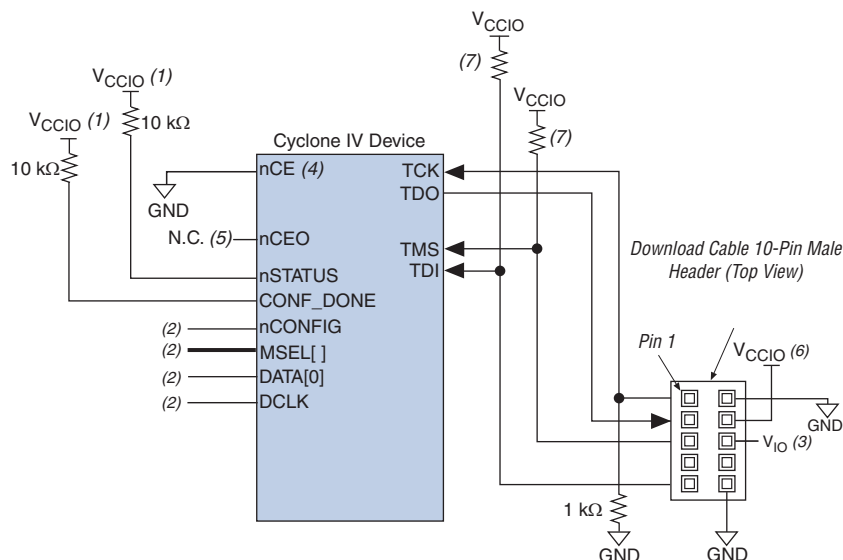 VCCIO
(7)
VCCIO (1)
VCCIO
VCCIO (1)
10 kΩ
(7)
10 kΩ
Cyclone IV Device
nCE (4)
TCK
GND
TDO
N.C. (5)
nCEO
TMS
Download Cable 10-Pin Male
Header (Top View)
nSTATUS
TDI
CONF_DONE
(2)
nCONFIG
(2)
MSEL[ ]
Pin 1
VCCIO (6)
(2)
DATA[0]
(2)
DCLK
GND
VIO (3)
1 kΩ
GND
GND